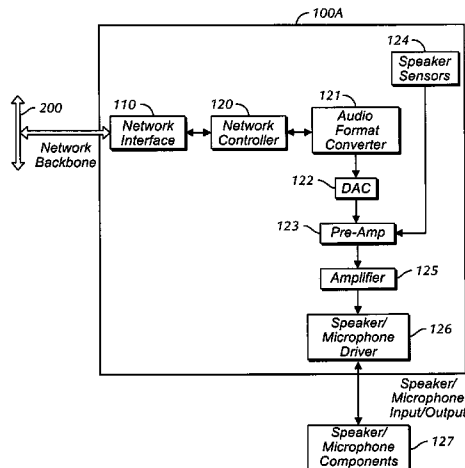 100A
124
Speaker
Sensors
200
110
120
121
Network
Interface
Network
Controller
Audio
Format
Converter
Network
Backbone
122
DAC
123
Pre-Amp
Amplifier
125
Speaker/
Microphone
Driver
126
Speaker/
Microphone
Input/Output
Speaker/
Microphone
Components
127